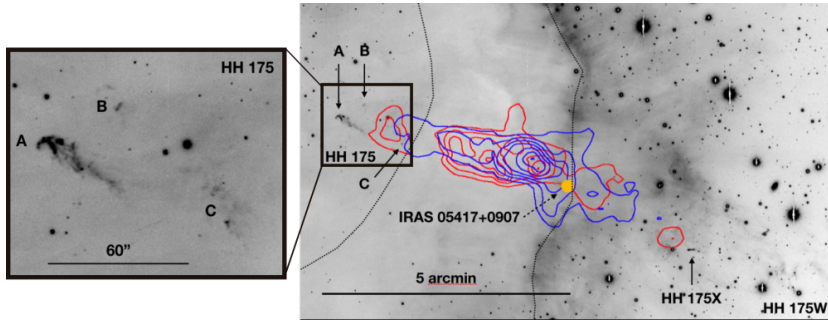 HH 175
B
A
C
60”
A B
HH 175
C
IRAS 05417+0907
5 arcmin
HH 175X
HH 175W